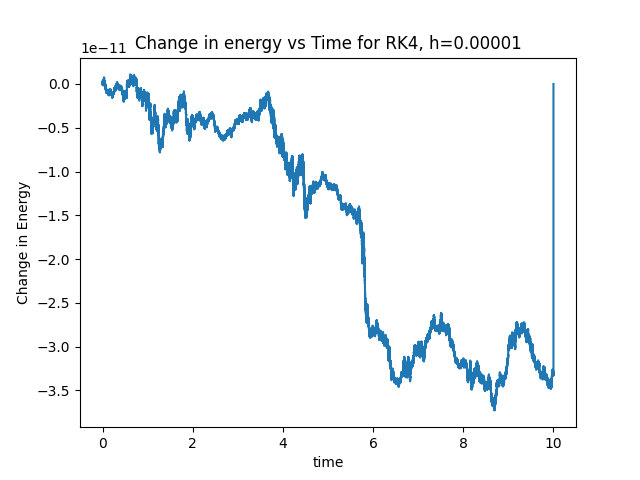 Change in energy vs Time for RK4, h=0.00001
1e−11
0.0
−0.5
−1.0
−1.5
−2.0
−2.5
−3.0
−3.5
Change in Energy
0 2 4 6 8 10
time